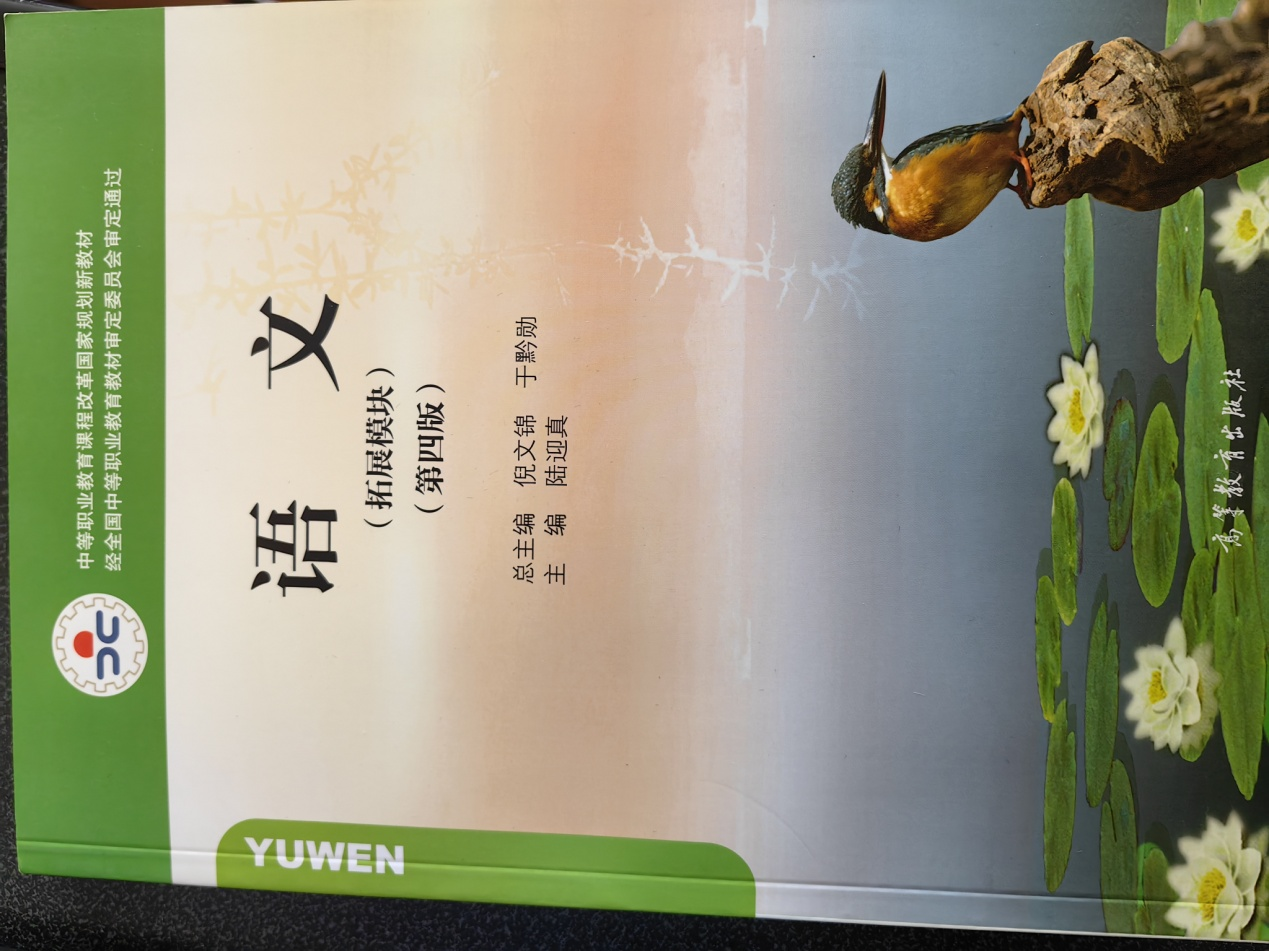 中等职业教育课程改革国家规划新教材
经全国中等职业教育教材审定委员会审定通过
YUWEN
语 文
（拓展模块）
（第四版）
总主编 倪文锦 于黔勋
主 编 陆迎真
高等教育出版社